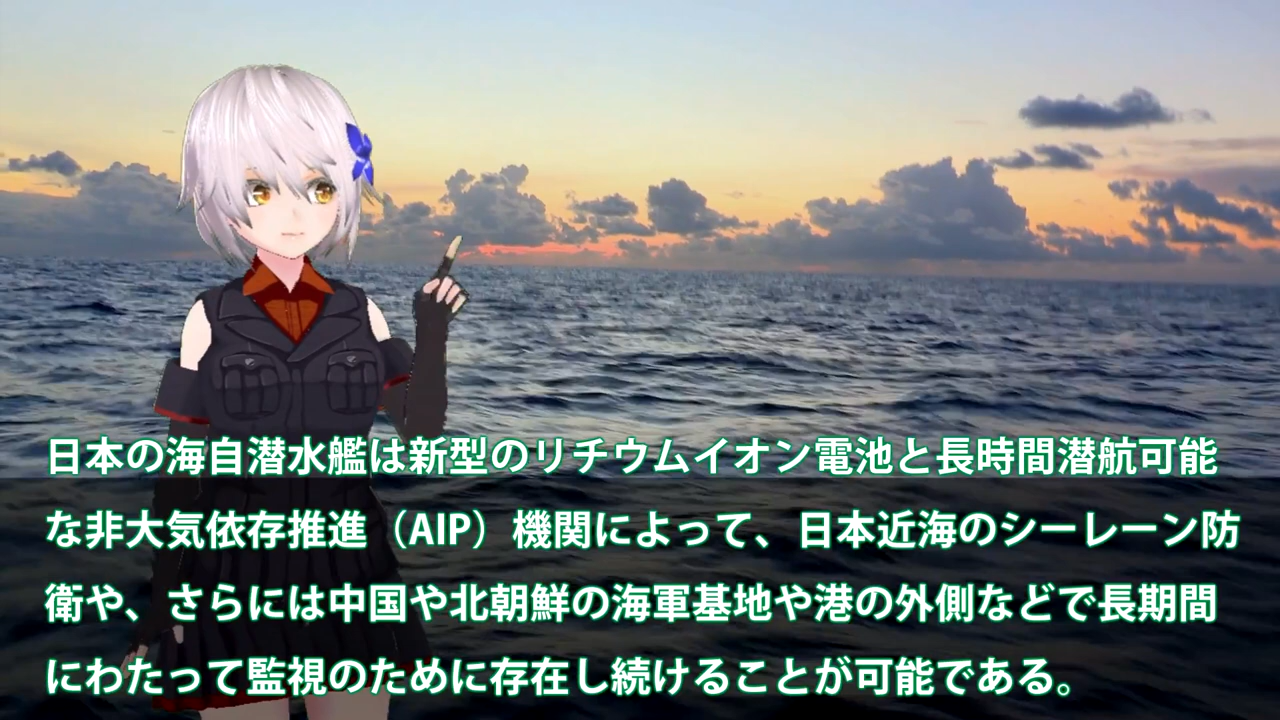 日本の海自潜水艦は新型のリチウムイオン電池と長時間潜航可能
な非大気依存推進（AIP）機関によって、日本近海のシーレーン防
衛や、さらには中国や北朝鮮の海軍基地や港の外側などで長期間
にわたって監視のために存在し続けることが可能である。